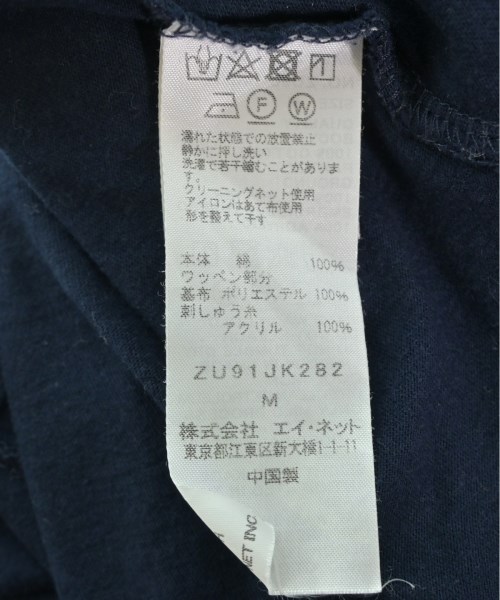 F W
濡れた状態での放置禁止
静かに押し洗い
洗濯で若干縮むことがありま
す。
クリーニングネット使用
アイロンはあて布使用
形を整えて干す
本体 綿 100%
ワッペン部分
基布 ポリエステル 100%
刺しゅう糸
アクリル 100%
ZU91JK282
M
株式会社 エイ・ネット
東京都江東区新大橋1-1-11
中国製
NET INC